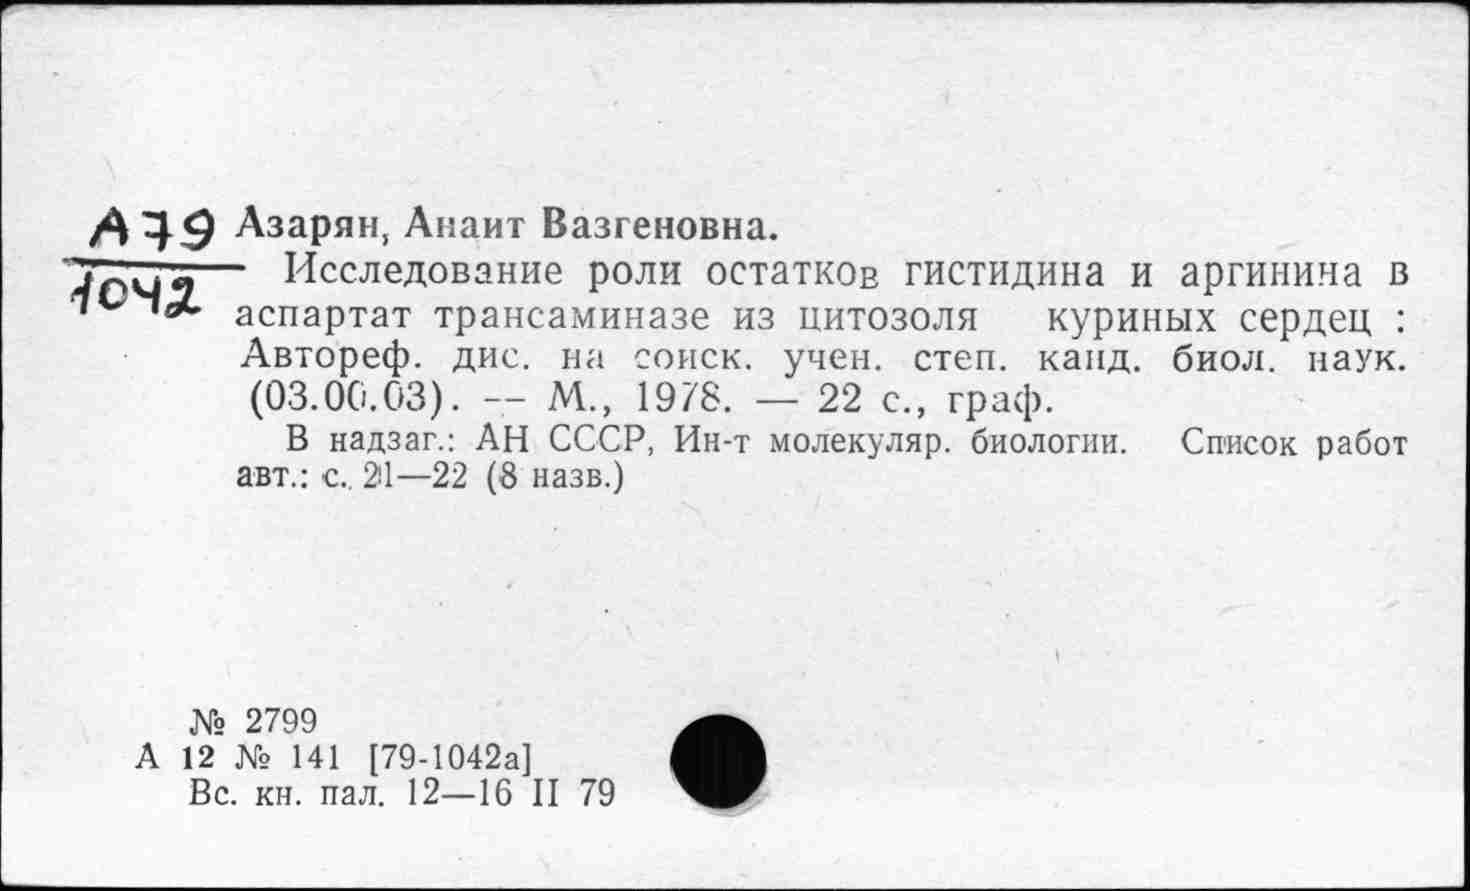 А79 Азарян, Анаит Вазгеновна.
1042 Исследование роли остатков гистидина и аргинина в
аспартат трансаминазе из цитозоля куриных сердец :
Автореф. дис. на соиск. учен. степ. канд. биол. наук.
(03.00.03). — М., 1978. — 22 с., граф.
В надзаг.: АН СССР, Ин-т молекуляр. биологии. Список работ
авт.: с. 21—22 (8 назв.)
№ 2799
А 12 № 141 [79-1042а]
Вс. кн. пал. 12—16 II 79